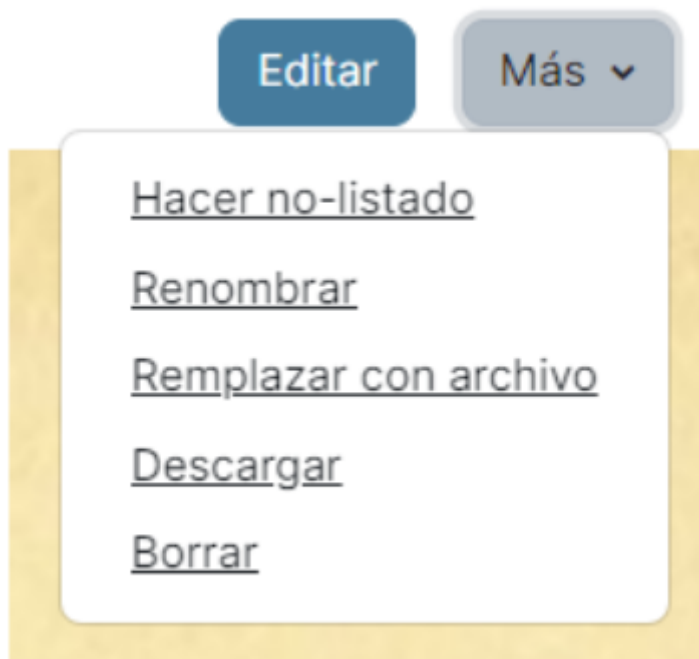 Editar Más
Hacer no-listado
Renombrar
Remplazar con archivo
Descargar
Borrar